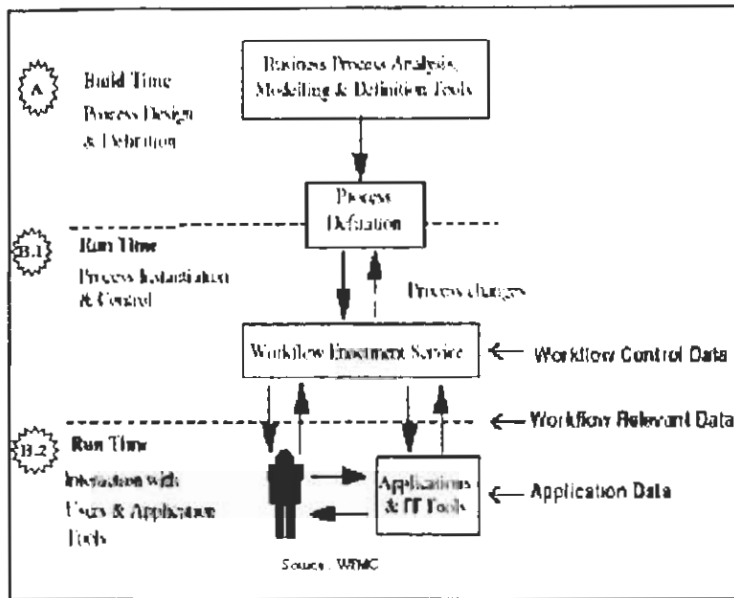 A
Build Time
Process Design
& Definition
Business Process Analysis,
Modelling & Definition Tools
Process
Definition
B.1
Run Time
Process Instantiation
& Control
Process changes
Workflow Enactment Service
Workflow Control Data
Workflow Relevant Data
B.2
Run Time
Interaction with
Users & Application
Tools
Applications
& IT Tools
Application Data
Source : WFMC